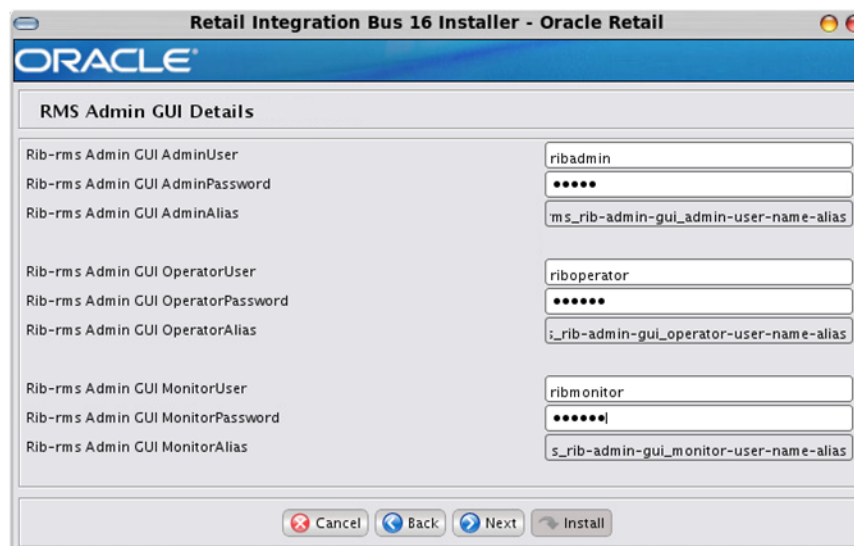 Retail Integration Bus 16 Installer - Oracle Retail
ORACLE
RMS Admin GUI Details
Rib-rms Admin GUI AdminUser ribadmin
Rib-rms Admin GUI AdminPassword •••••
Rib-rms Admin GUI AdminAlias ms_rib-admin-gui_admin-user-name-alias
Rib-rms Admin GUI OperatorUser riboperator
Rib-rms Admin GUI OperatorPassword ••••••
Rib-rms Admin GUI OperatorAlias _rib-admin-gui_operator-user-name-alias
Rib-rms Admin GUI MonitorUser ribmonitor
Rib-rms Admin GUI MonitorPassword ••••••
Rib-rms Admin GUI MonitorAlias s_rib-admin-gui_monitor-user-name-alias
Cancel Back Next Install